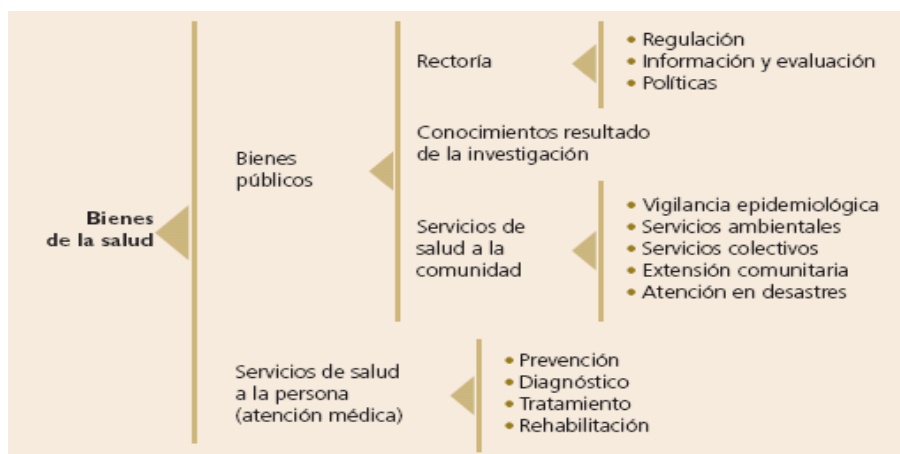 Bienes
de la salud
Bienes
públicos
Rectoría
• Regulación
• Información y evaluación
• Políticas
Conocimientos resultado
de la investigación
Servicios de
salud a la
comunidad
• Vigilancia epidemiológica
• Servicios ambientales
• Servicios colectivos
• Extensión comunitaria
• Atención en desastres
Servicios de salud
a la persona
(atención médica)
• Prevención
• Diagnóstico
• Tratamiento
• Rehabilitación